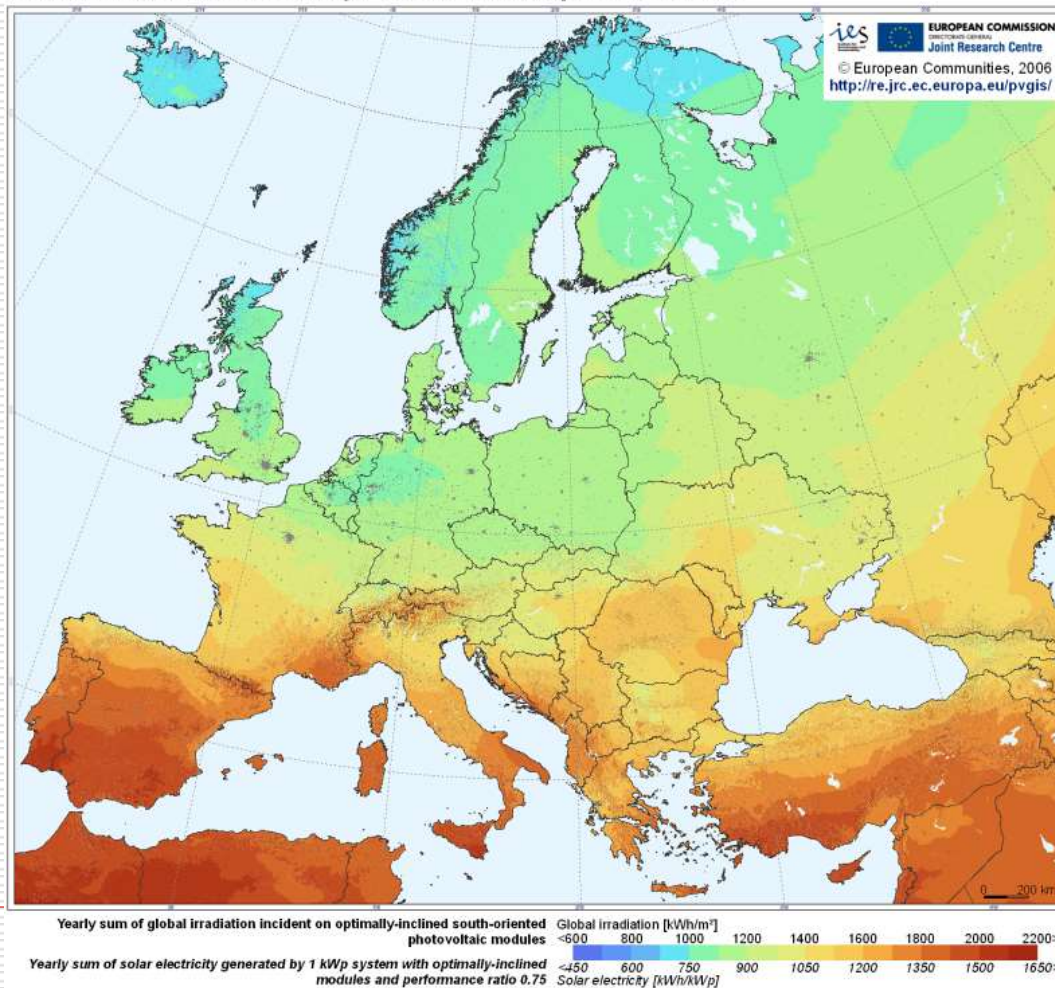 ies
EUROPEAN COMMISSION
DIRECTORATE-GENERAL
Joint Research Centre
© European Communities, 2006
http://re.jrc.ec.europa.eu/pvgis/
0 200 km
Yearly sum of global irradiation incident on optimally-inclined south-oriented
photovoltaic modules
Yearly sum of solar electricity generated by 1 kWp system with optimally-inclined
modules and performance ratio 0.75
Global irradiation [kWh/m²]
<600 800 1000 1200 1400 1600 1800 2000 2200>
<450 600 750 900 1050 1200 1350 1500 1650>
Solar electricity [kWh/kWp]